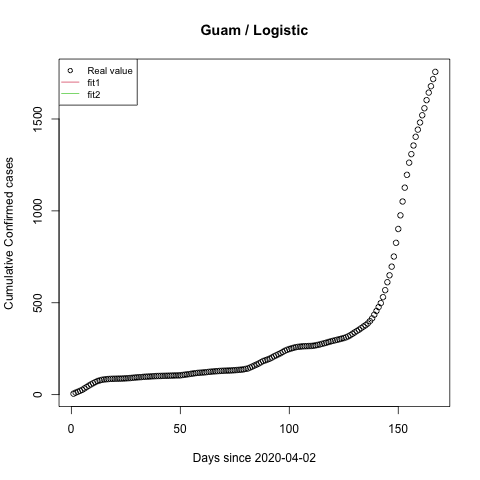 Guam / Logistic
Real value
fit1
fit2
Cumulative Confirmed cases
1500
1000
500
0
0 50 100 150
Days since 2020-04-02